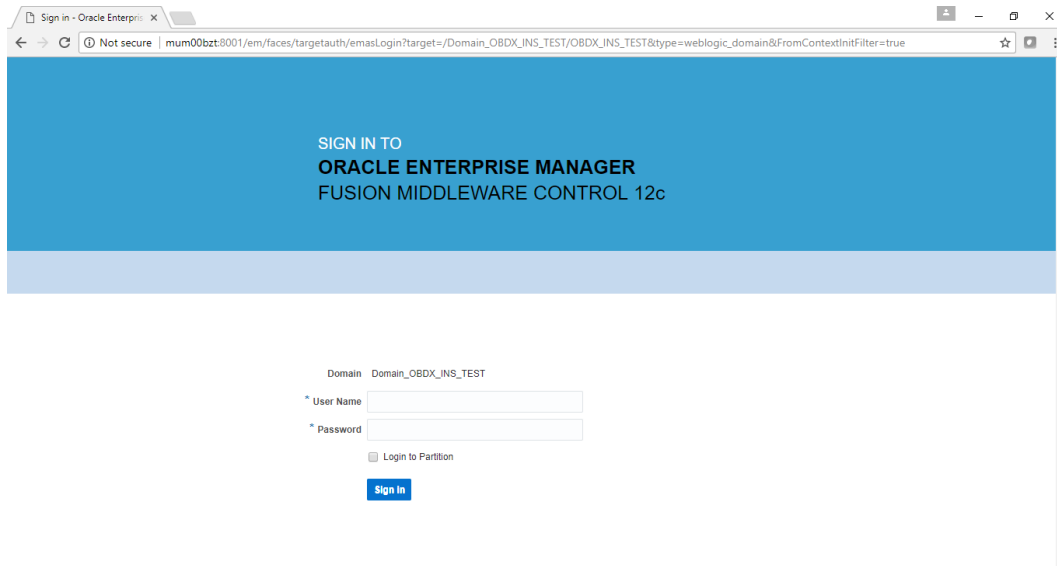 Sign in - Oracle Enterpris
Not secure | mum00bzt:8001/em/faces/targetauth/emasLogin?target=/Domain_OBDX_INS_TEST/OBDX_INS_TEST&type=weblogic_domain&FromContextInitFilter=true
SIGN IN TO
ORACLE ENTERPRISE MANAGER
FUSION MIDDLEWARE CONTROL 12c
Domain Domain_OBDX_INS_TEST
* User Name
* Password
Login to Partition
Sign In